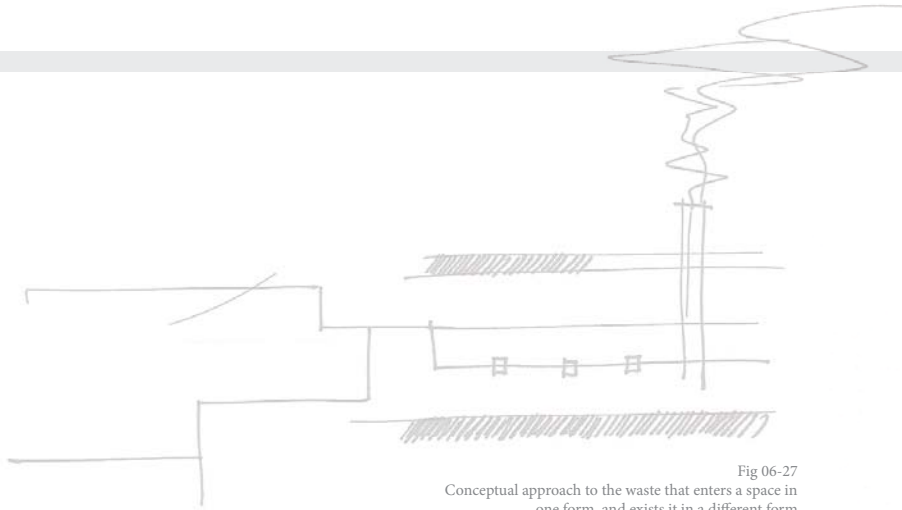 Fig 06-27
Conceptual approach to the waste that enters a space in
one form, and exists it in a different form